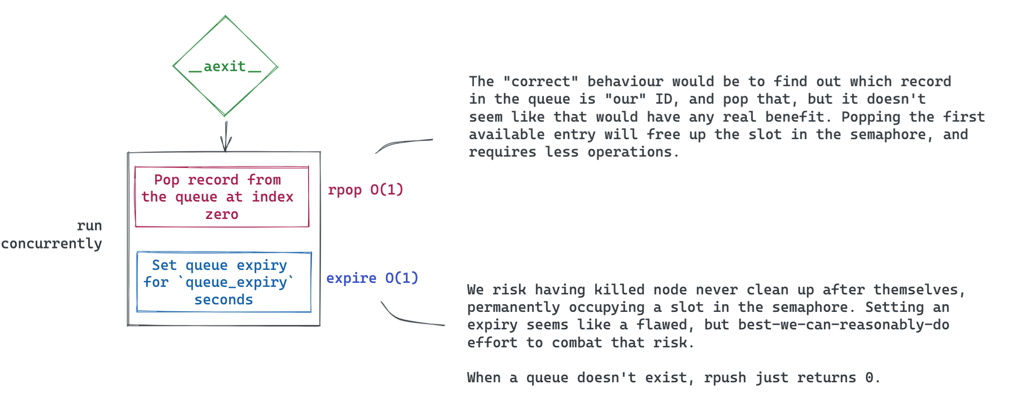 __aexit__
The "correct" behaviour would be to find out which record
in the queue is "our" ID, and pop that, but it doesn't
seem like that would have any real benefit. Popping the first
available entry will free up the slot in the semaphore, and
requires less operations.
Pop record from
the queue at index
zero
rpop O(1)
run
concurrently
Set queue expiry
for `queue_expiry`
seconds
expire O(1)
We risk having killed node never clean up after themselves,
permanently occupying a slot in the semaphore. Setting an
expiry seems like a flawed, but best-we-can-reasonably-do
effort to combat that risk.
When a queue doesn't exist, rpush just returns 0.